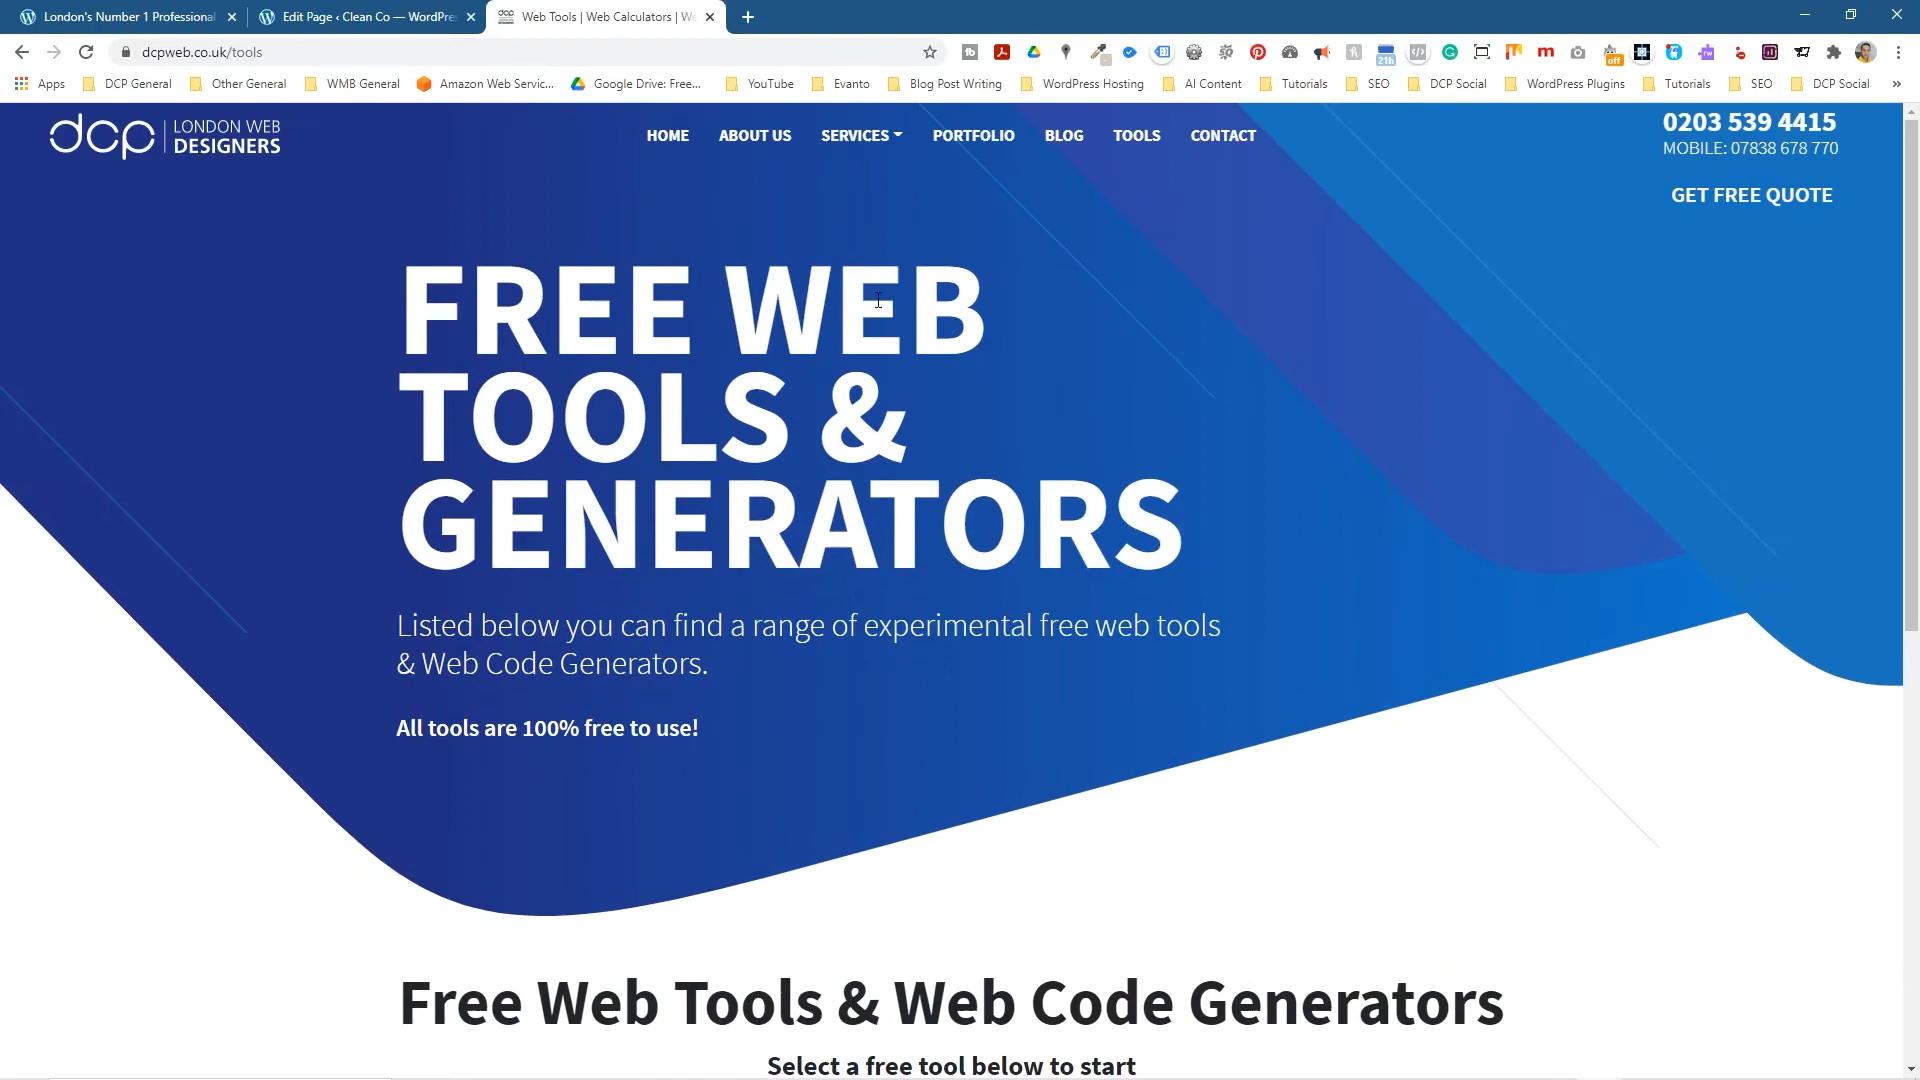 London's Number 1 Professional
Edit Page ‹ Clean Co — WordPre
Web Tools | Web Calculators | We
dcpweb.co.uk/tools
21h
off
Apps
DCP General
Other General
WMB General
Amazon Web Servic...
Google Drive: Free...
YouTube
Evanto
Blog Post Writing
WordPress Hosting
AI Content
Tutorials
SEO
DCP Social
WordPress Plugins
Tutorials
SEO
DCP Social
dcp LONDON WEB
DESIGNERS
HOME
ABOUT US
SERVICES
PORTFOLIO
BLOG
TOOLS
CONTACT
0203 539 4415
MOBILE: 07838 678 770
GET FREE QUOTE
FREE WEB
TOOLS &
GENERATORS
Listed below you can find a range of experimental free web tools
& Web Code Generators.
All tools are 100% free to use!
Free Web Tools & Web Code Generators
Select a free tool below to start